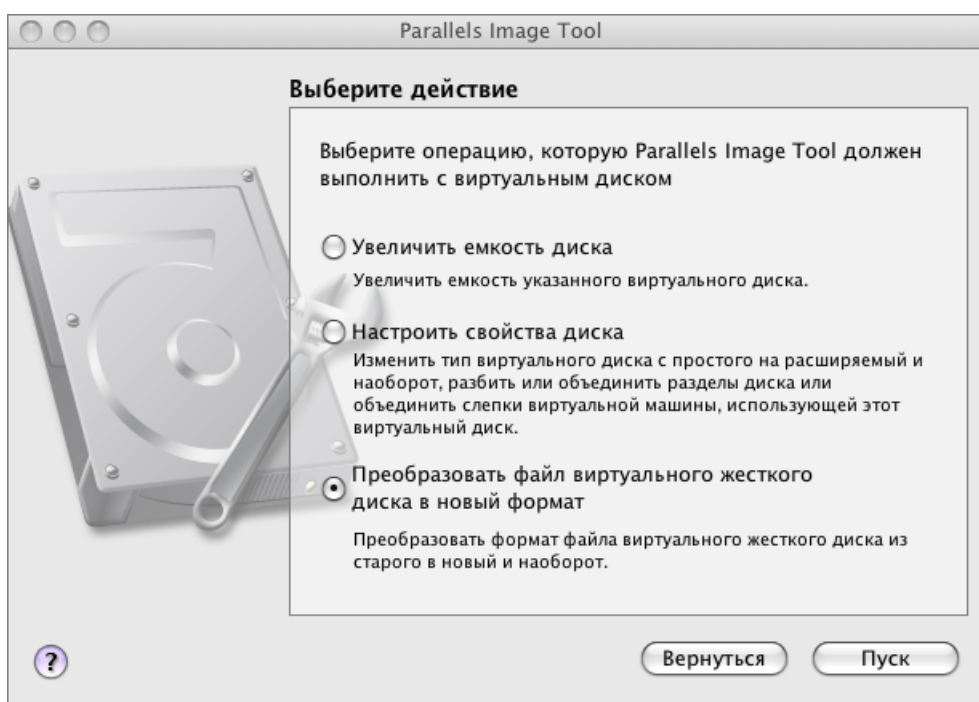 Parallels Image Tool
Выберите действие
Выберите операцию, которую Parallels Image Tool должен
выполнить с виртуальным диском
Увеличить емкость диска
Увеличить емкость указанного виртуального диска.
Настроить свойства диска
Изменить тип виртуального диска с простого на расширяемый и
наоборот, разбить или объединить разделы диска или
объединить слепки виртуальной машины, использующей этот
виртуальный диск.
Преобразовать файл виртуального жесткого
диска в новый формат
Преобразовать формат файла виртуального жесткого диска из
старого в новый и наоборот.
?
Вернуться
Пуск